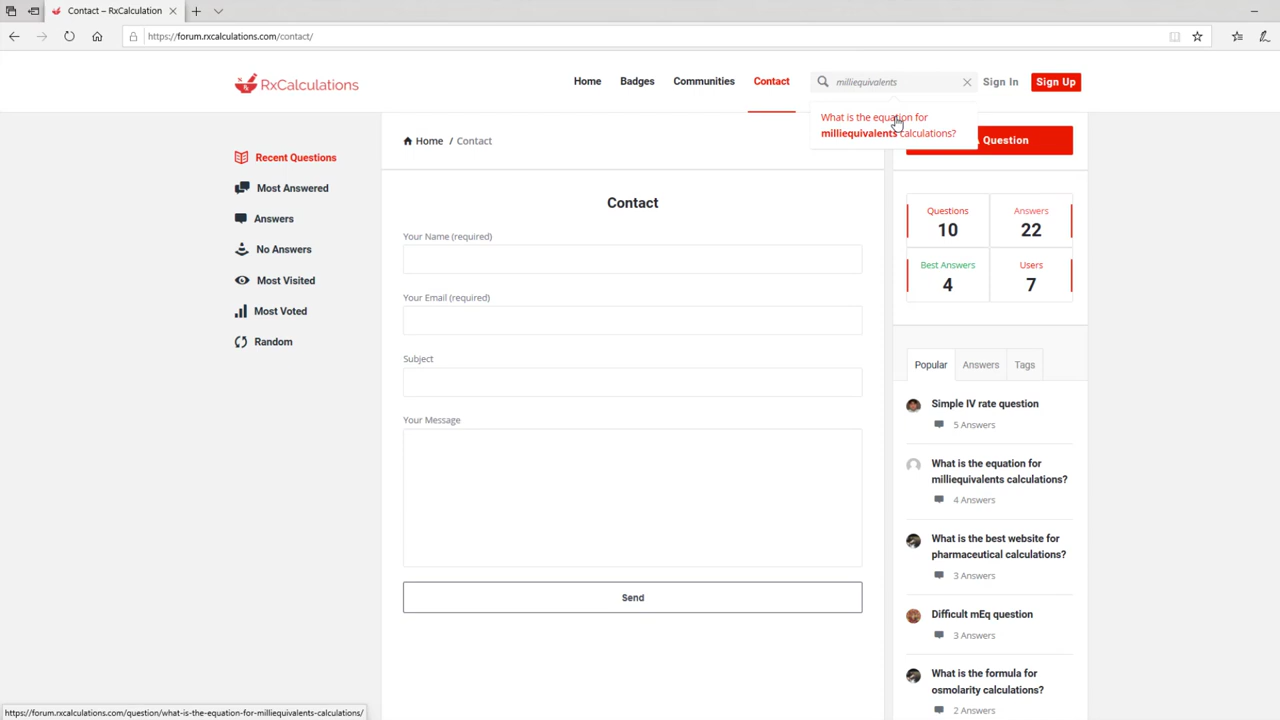 Contact – RxCalculation
https://forum.rxcalculations.com/contact/
RxCalculations
Home
Badges
Communities
Contact
milliequivalents
Sign In
Sign Up
What is the equation for
milliequivalents calculations?
Question
Recent Questions
Most Answered
Answers
No Answers
Most Visited
Most Voted
Random
Home / Contact
Contact
Your Name (required)
Your Email (required)
Subject
Your Message
Send
Questions
10
Answers
22
Best Answers
4
Users
7
Popular
Answers
Tags
Simple IV rate question
5 Answers
What is the equation for
milliequivalents calculations?
4 Answers
What is the best website for
pharmaceutical calculations?
3 Answers
Difficult mEq question
3 Answers
What is the formula for
osmolarity calculations?
2 Answers
https://forum.rxcalculations.com/question/what-is-the-equation-for-milliequivalents-calculations/